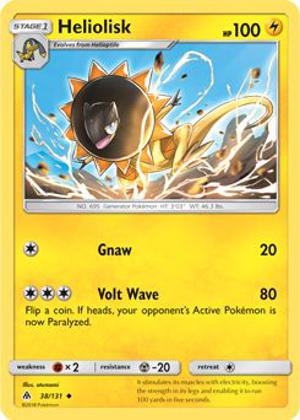 STAGE 1 Heliolisk HP 100
Evolves from Helioptile
NO. 695 Generator Pokémon HT: 3'03" WT: 46.3 lbs.
Gnaw 20
Volt Wave 80
Flip a coin. If heads, your opponent's Active Pokémon is now Paralyzed.
weakness × 2 resistance -20 retreat
Illus. otumami
38/131
©2018 Pokémon
It stimulates its muscles with electricity, boosting the strength in its legs and enabling it to run 100 yards in five seconds.